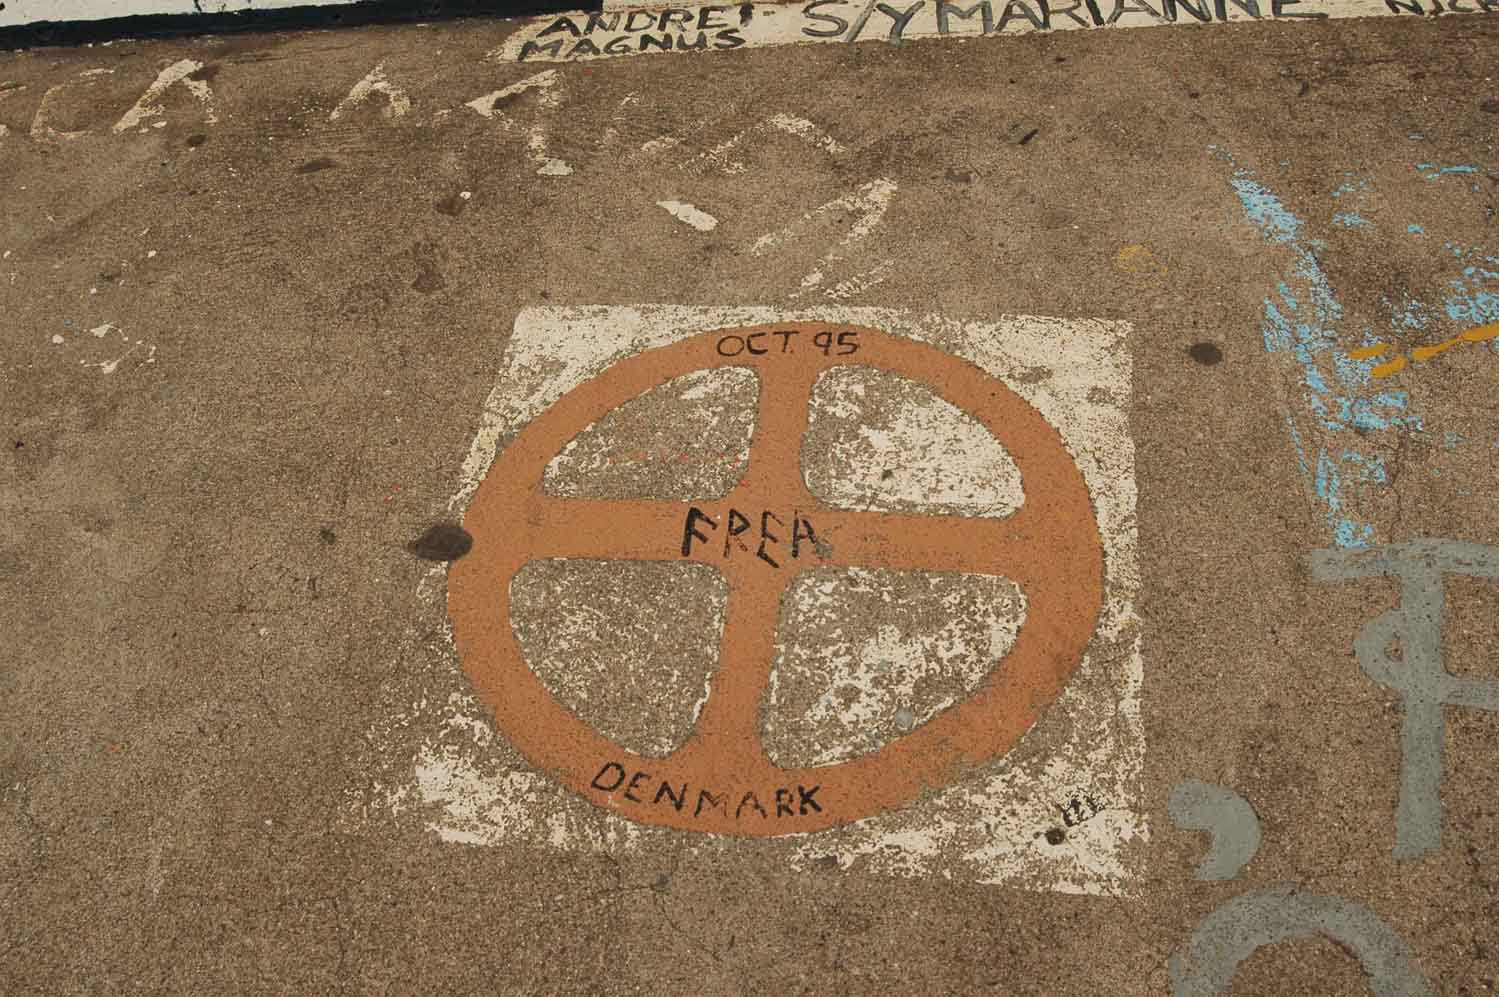 ANDRE!
MAGNUS
S/Y MARIANNE
OCT. 95
FREA
DENMARK